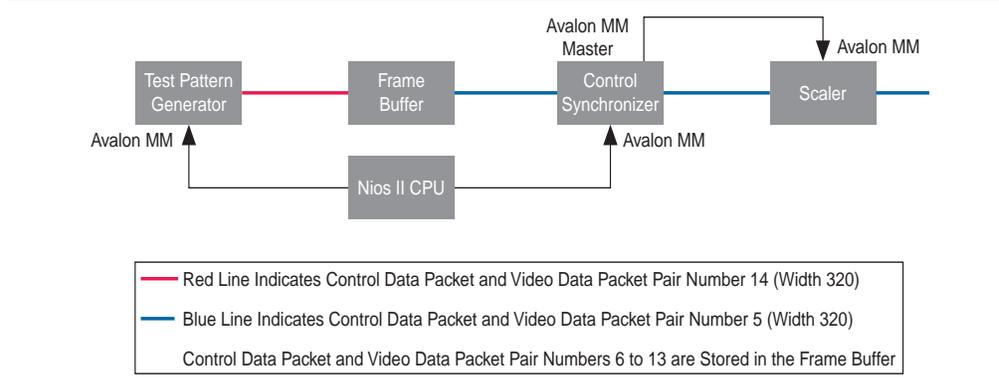 Avalon MM
Master
Avalon MM
Test Pattern
Generator
Frame
Buffer
Control
Synchronizer
Scaler
Avalon MM
Avalon MM
Nios II CPU
Red Line Indicates Control Data Packet and Video Data Packet Pair Number 14 (Width 320)
Blue Line Indicates Control Data Packet and Video Data Packet Pair Number 5 (Width 320)
Control Data Packet and Video Data Packet Pair Numbers 6 to 13 are Stored in the Frame Buffer